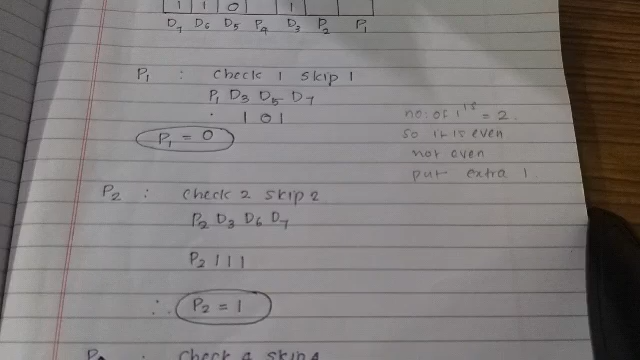 1 1 0 1
D7 D6 D5 P4 D3 P2 P1
P1 : check 1 skip 1
P1 D3 D5 D7
1 0 1
P1 = 0
no: of 1's = 2.
so it is even
not even
put extra 1.
P2 : check 2 skip 2
P2 D3 D6 D7
P2 1 1 1
∴ P2 = 1
check 4 skip 4